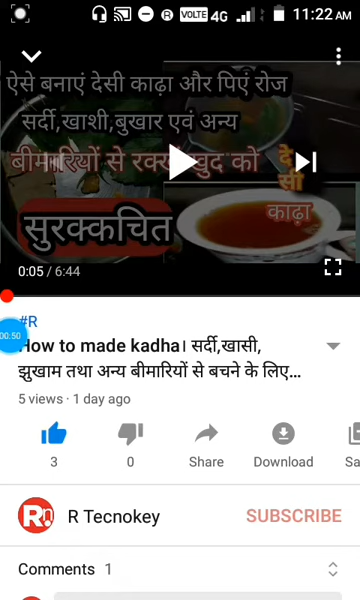 VOLTE 4G 11:22 AM
ऐसे बनाएं देसी काढ़ा और पिएं रोज
सर्दी,खाशी,बुखार एवं अन्य
बीमारियों से खुद को
देसी
काढ़ा
सुरक्कचित
0:05 / 6:44
00:50
#R
How to made kadha। सर्दी,खासी,
झुखाम तथा अन्य बीमारियों से बचने के लिए...
5 views · 1 day ago
3 0 Share Download Sa
R Tecnokey SUBSCRIBE
Comments 1